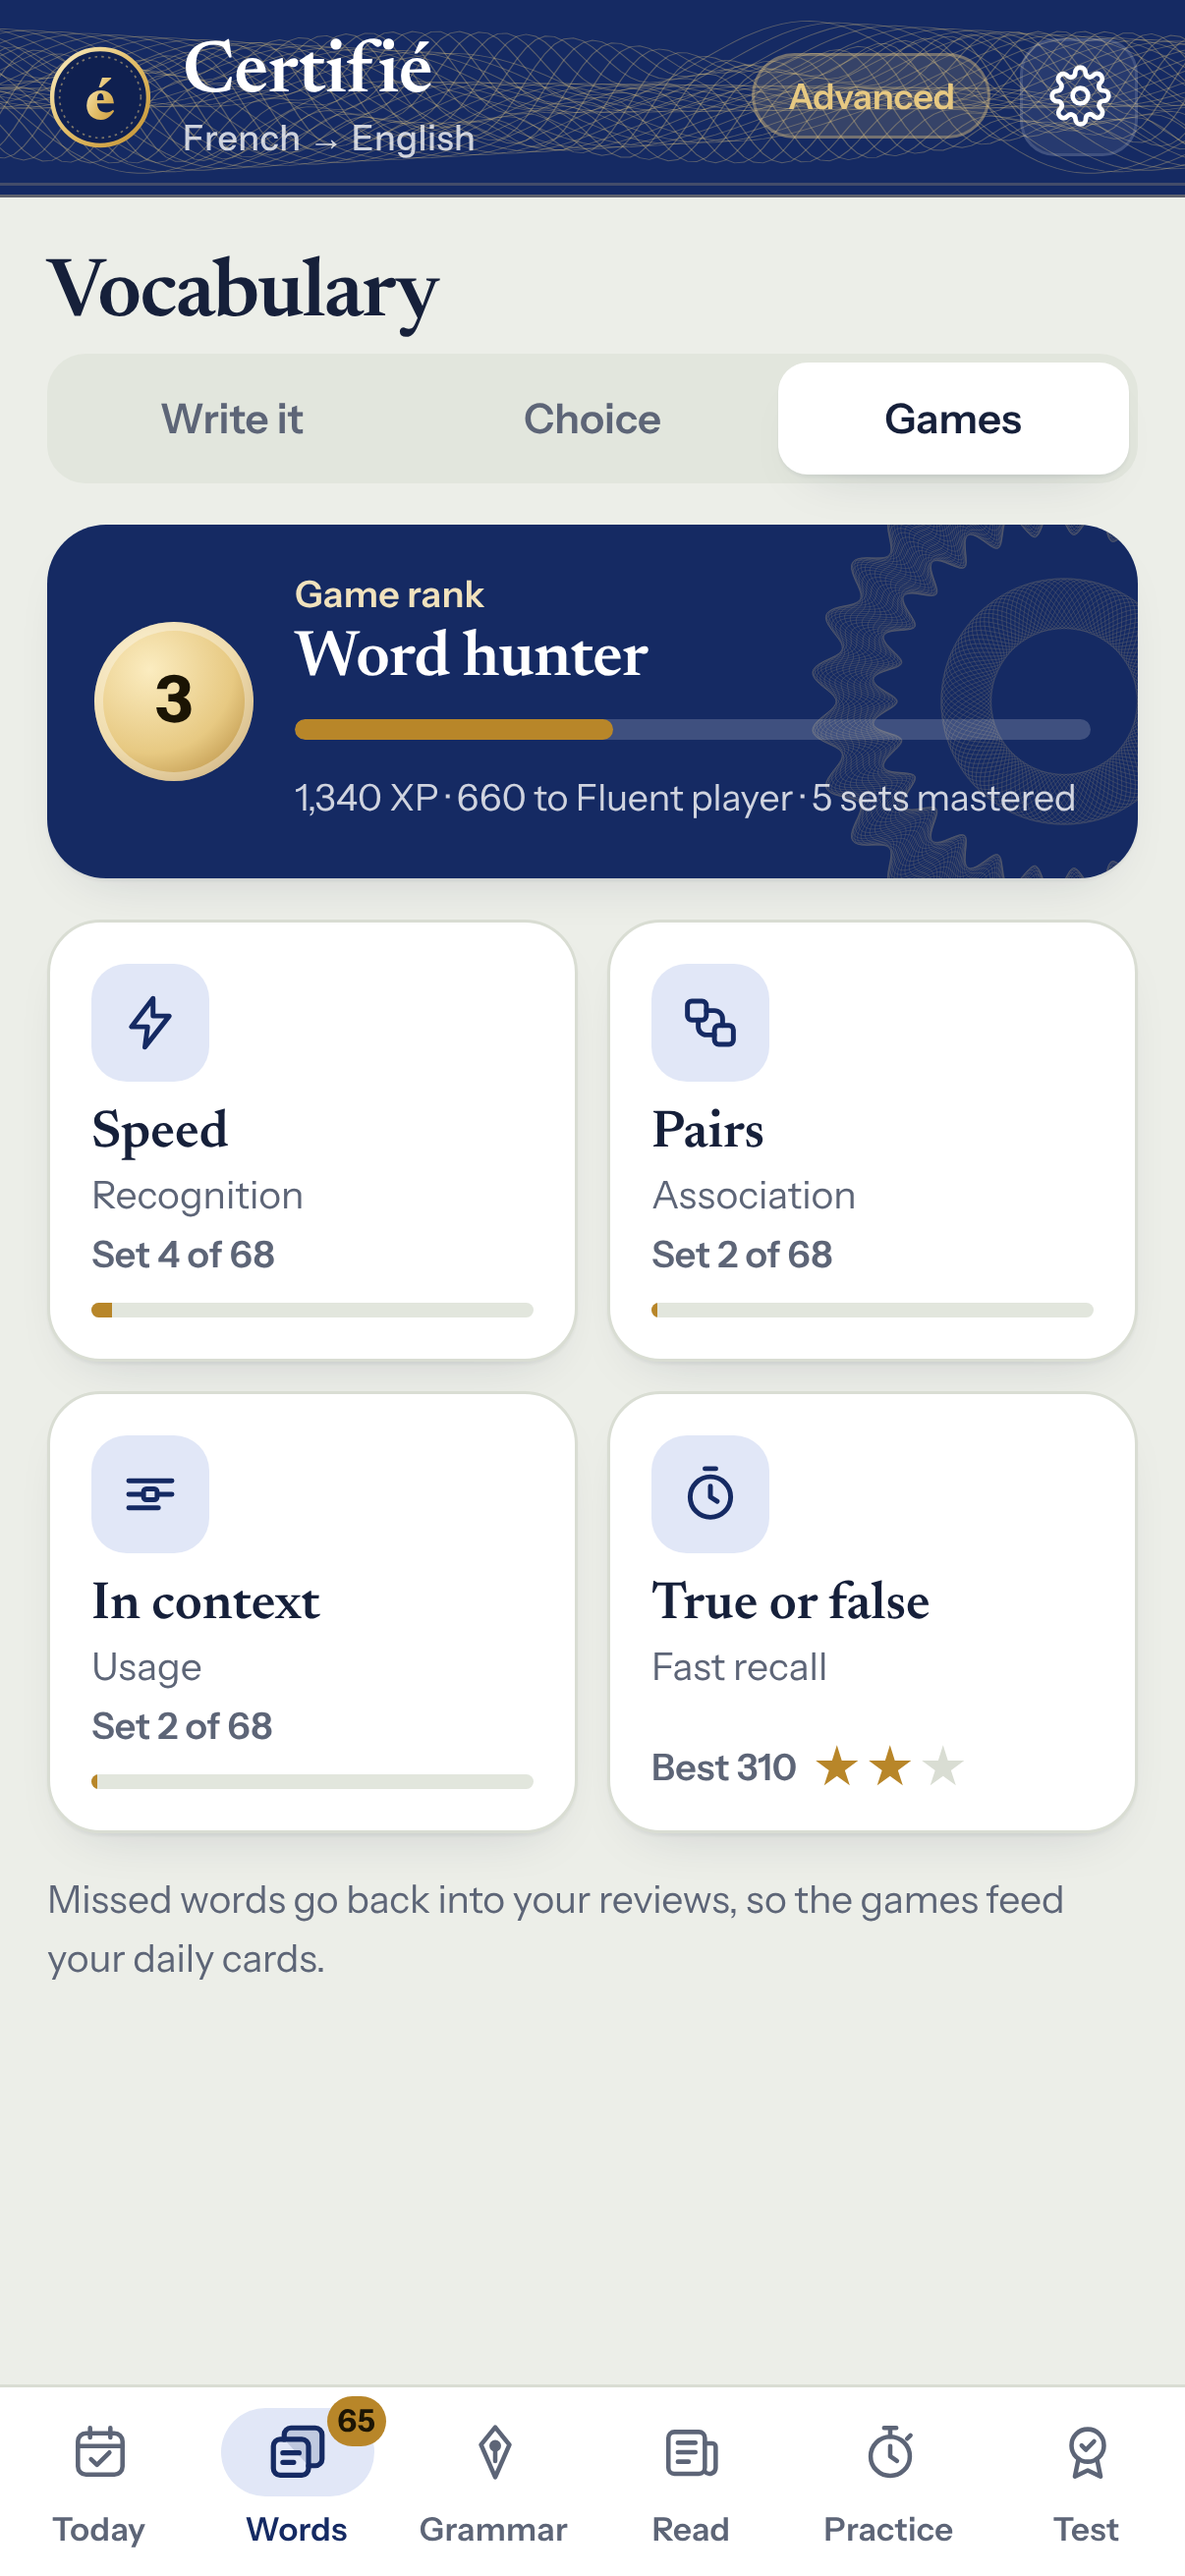 é
Certifié
French → English
Advanced
Vocabulary
Write it
Choice
Games
3
Game rank
Word hunter
1,340 XP · 660 to Fluent player · 5 sets mastered
Speed
Recognition
Set 4 of 68
Pairs
Association
Set 2 of 68
In context
Usage
Set 2 of 68
True or false
Fast recall
Best 310 ★★★
Missed words go back into your reviews, so the games feed
your daily cards.
65
Today
Words
Grammar
Read
Practice
Test